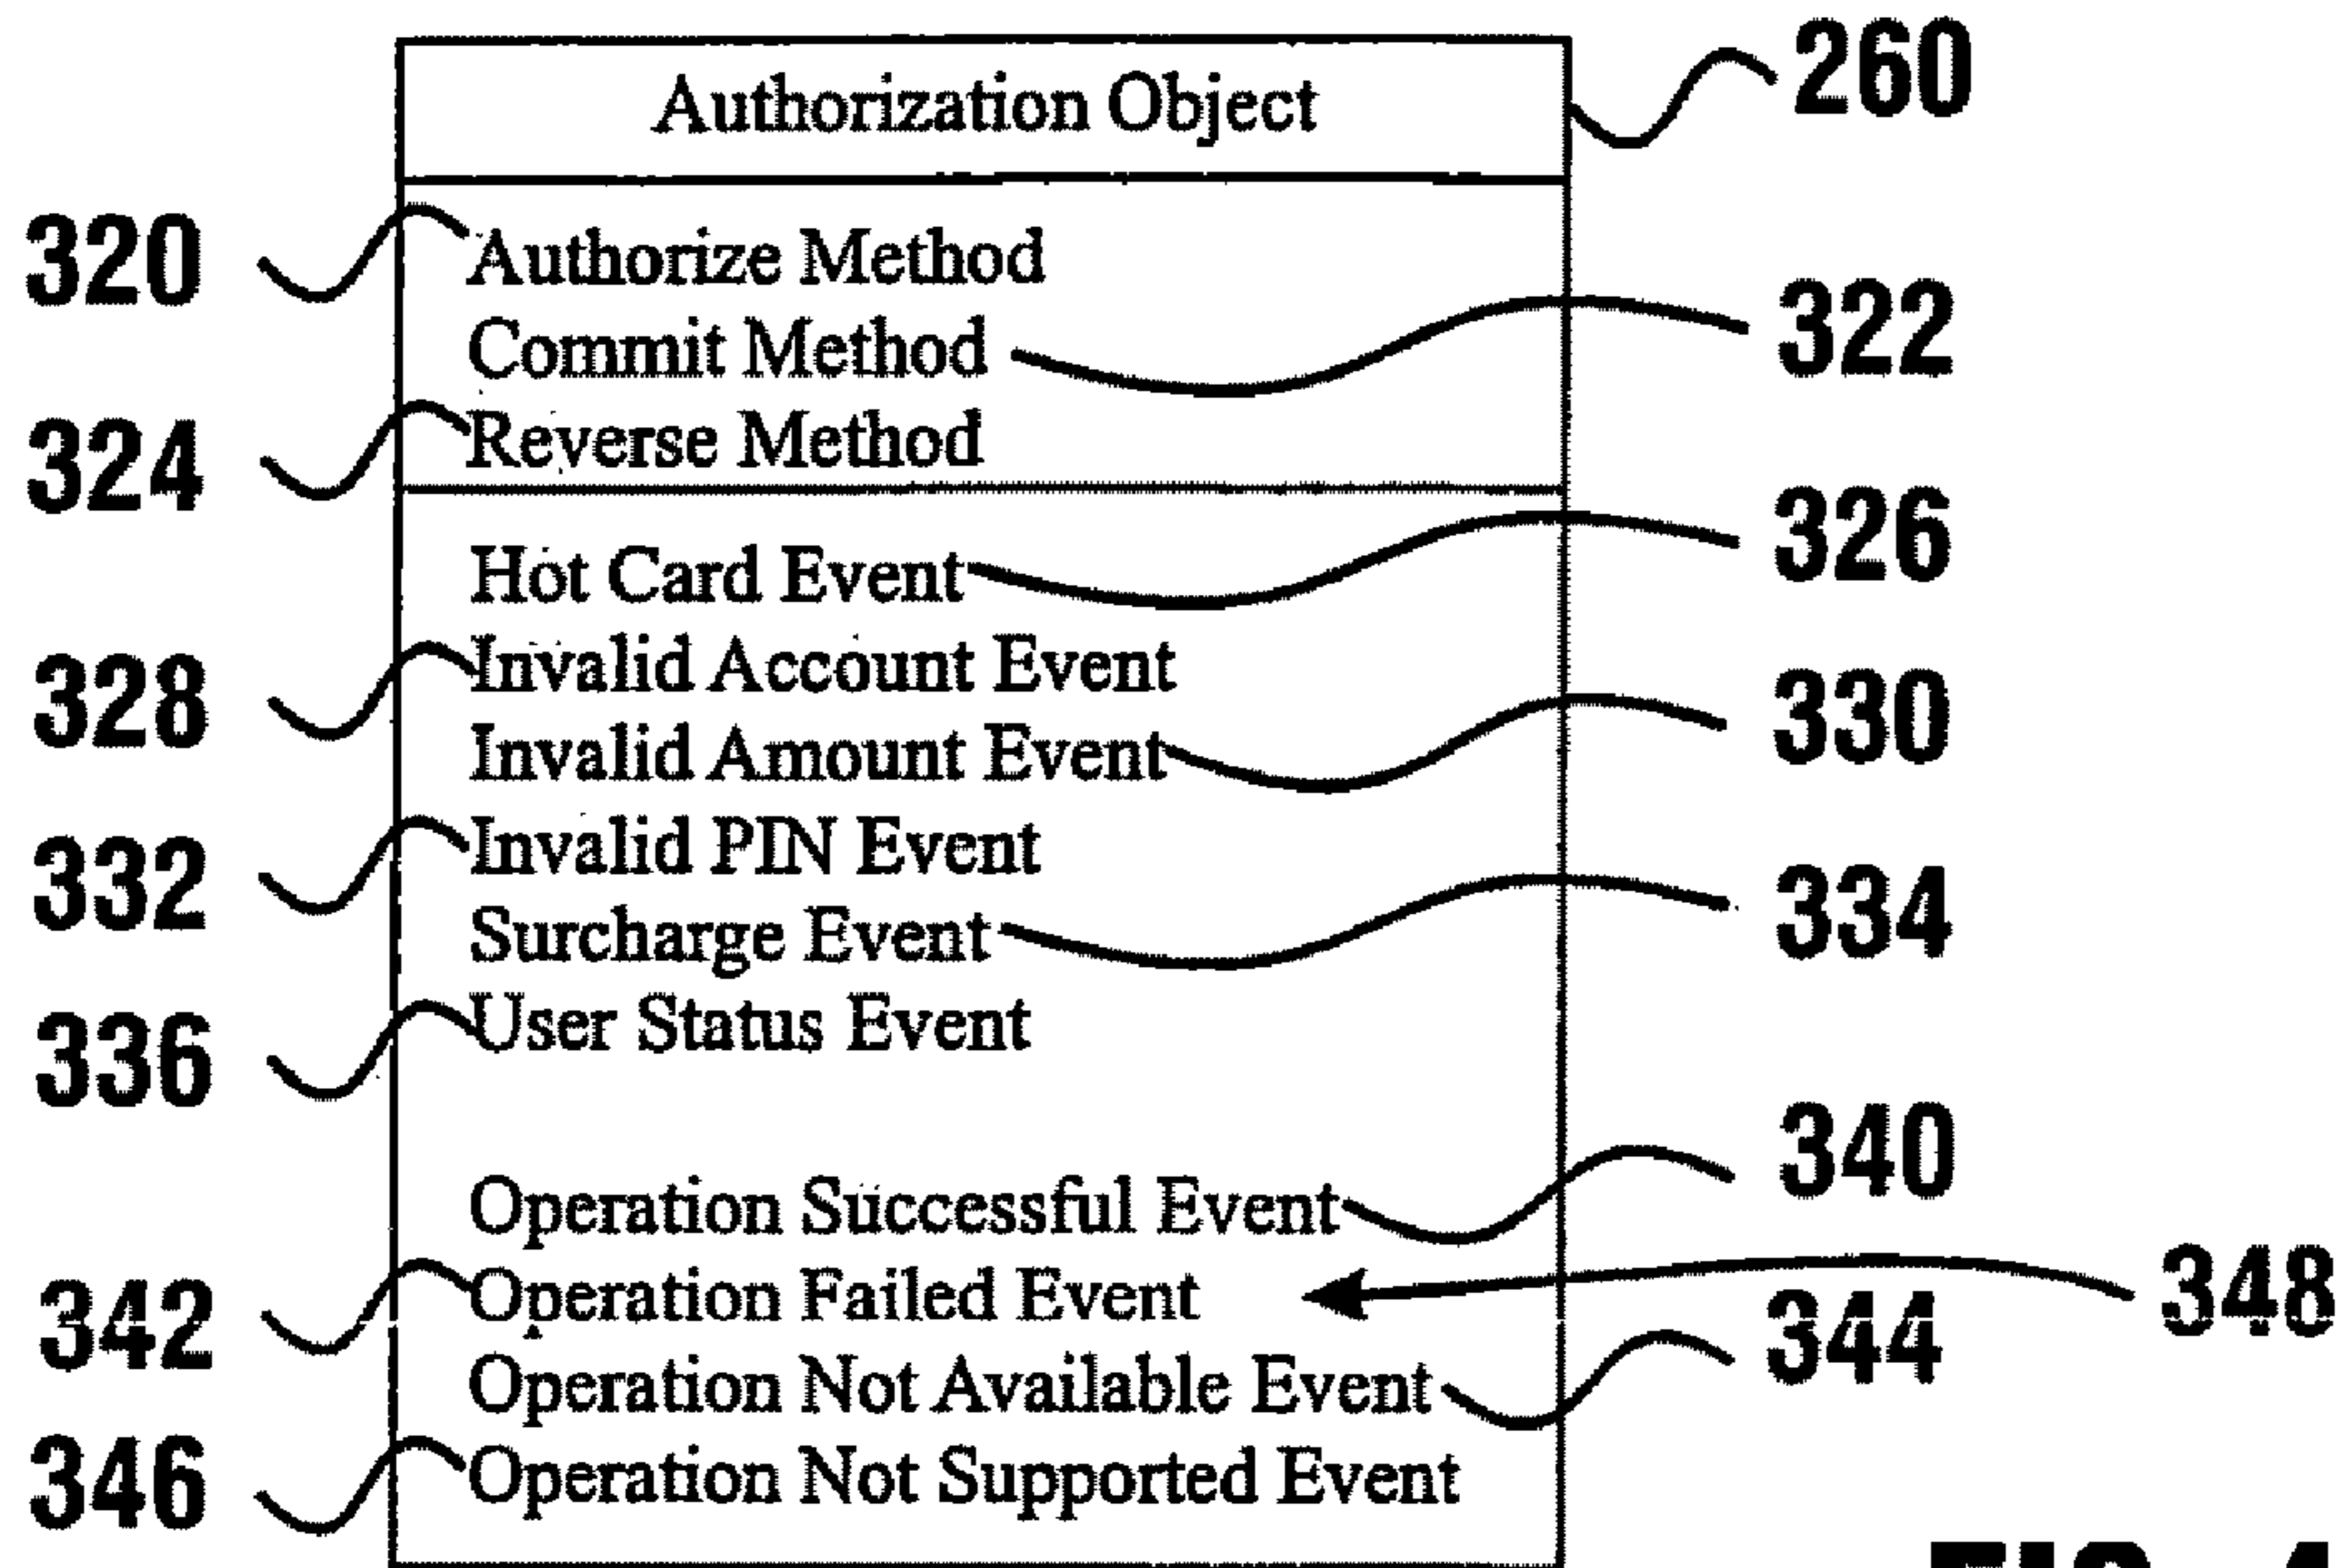 Authorization Object
260
320
Authorize Method
Commit Method
322
324
Reverse Method
Hot Card Event
326
328
Invalid Account Event
Invalid Amount Event
330
332
Invalid PIN Event
Surcharge Event
334
336
User Status Event
Operation Successful Event
340
342
Operation Failed Event
348
Operation Not Available Event
344
346
Operation Not Supported Event